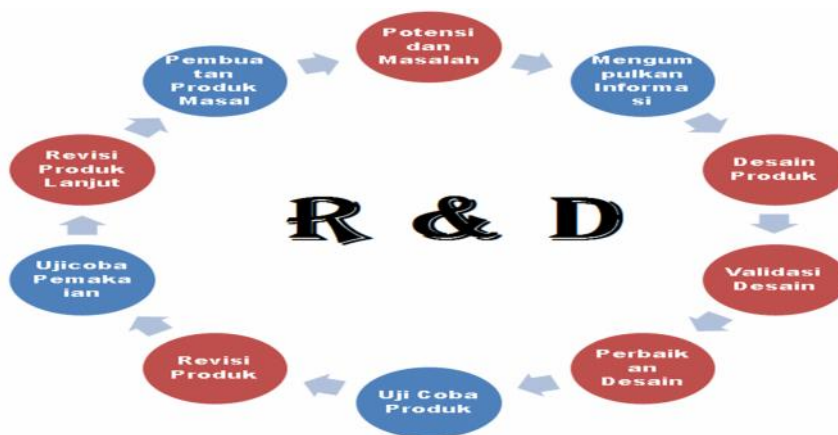 Potensi
dan
Masalah
Mengum
pulkan
Informa
si
Desain
Produk
Validasi
Desain
Perbaik
an
Desain
Uji Coba
Produk
Revisi
Produk
Ujicoba
Pemaka
ian
Revisi
Produk
Lanjut
Pembua
tan
Produk
Masal
R & D